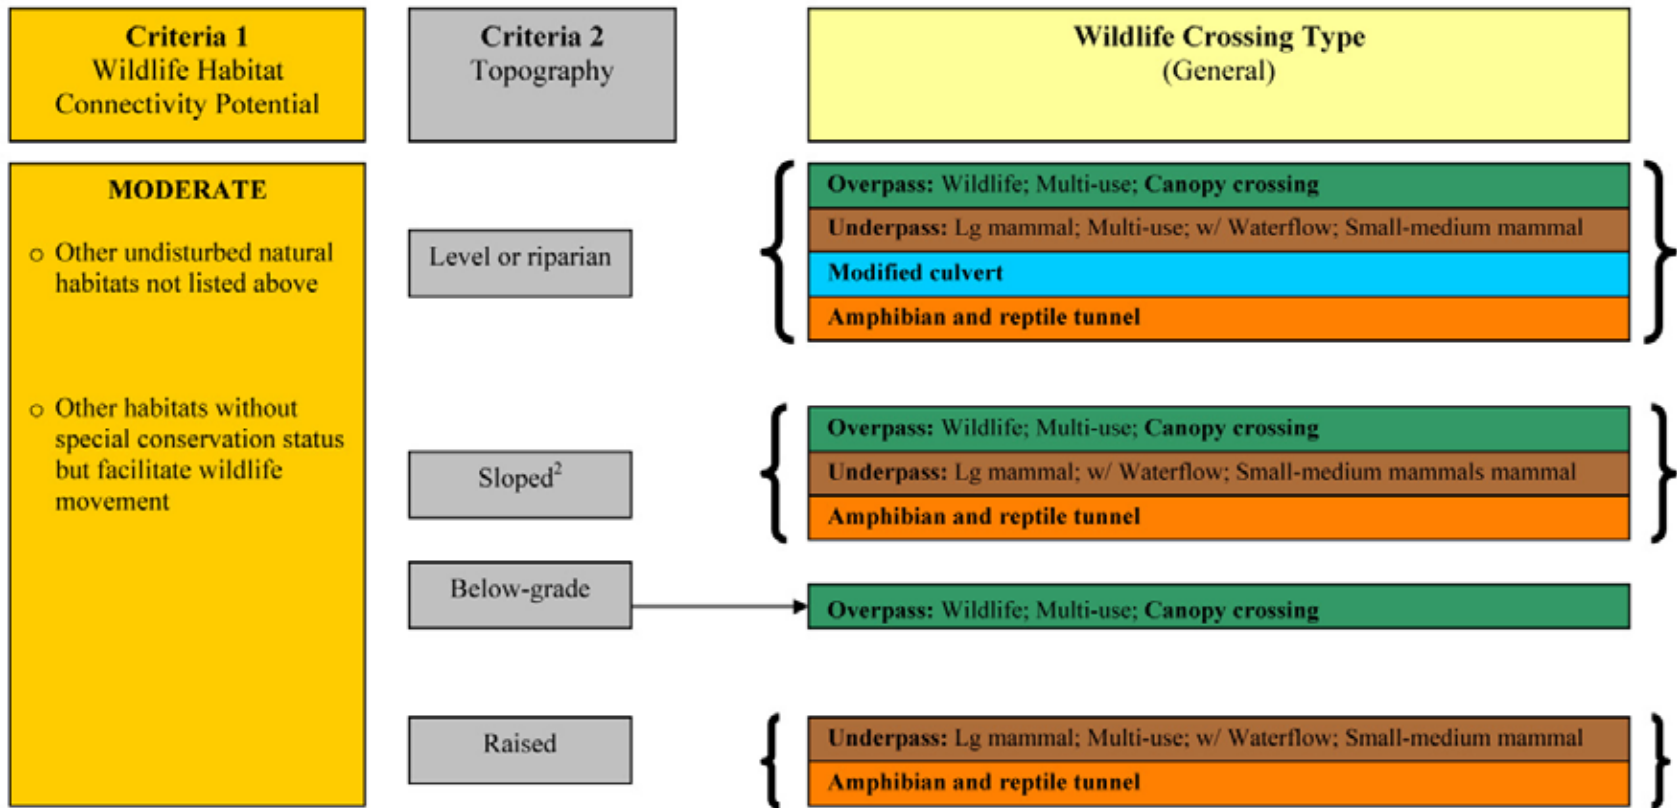 Criteria 1
Wildlife Habitat
Connectivity Potential
Criteria 2
Topography
Wildlife Crossing Type
(General)
MODERATE
o Other undisturbed natural
habitats not listed above
o Other habitats without
special conservation status
but facilitate wildlife
movement
Level or riparian
Overpass: Wildlife; Multi-use; Canopy crossing
Underpass: Lg mammal; Multi-use; w/ Waterflow; Small-medium mammal
Modified culvert
Amphibian and reptile tunnel
Sloped²
Overpass: Wildlife; Multi-use; Canopy crossing
Underpass: Lg mammal; w/ Waterflow; Small-medium mammals mammal
Amphibian and reptile tunnel
Below-grade
Overpass: Wildlife; Multi-use; Canopy crossing
Raised
Underpass: Lg mammal; Multi-use; w/ Waterflow; Small-medium mammal
Amphibian and reptile tunnel